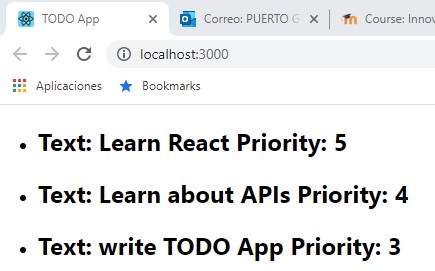 TODO App
Correo: PUERTO G
Course: Innov
localhost:3000
Aplicaciones
Bookmarks
Text: Learn React Priority: 5
Text: Learn about APIs Priority: 4
Text: write TODO App Priority: 3